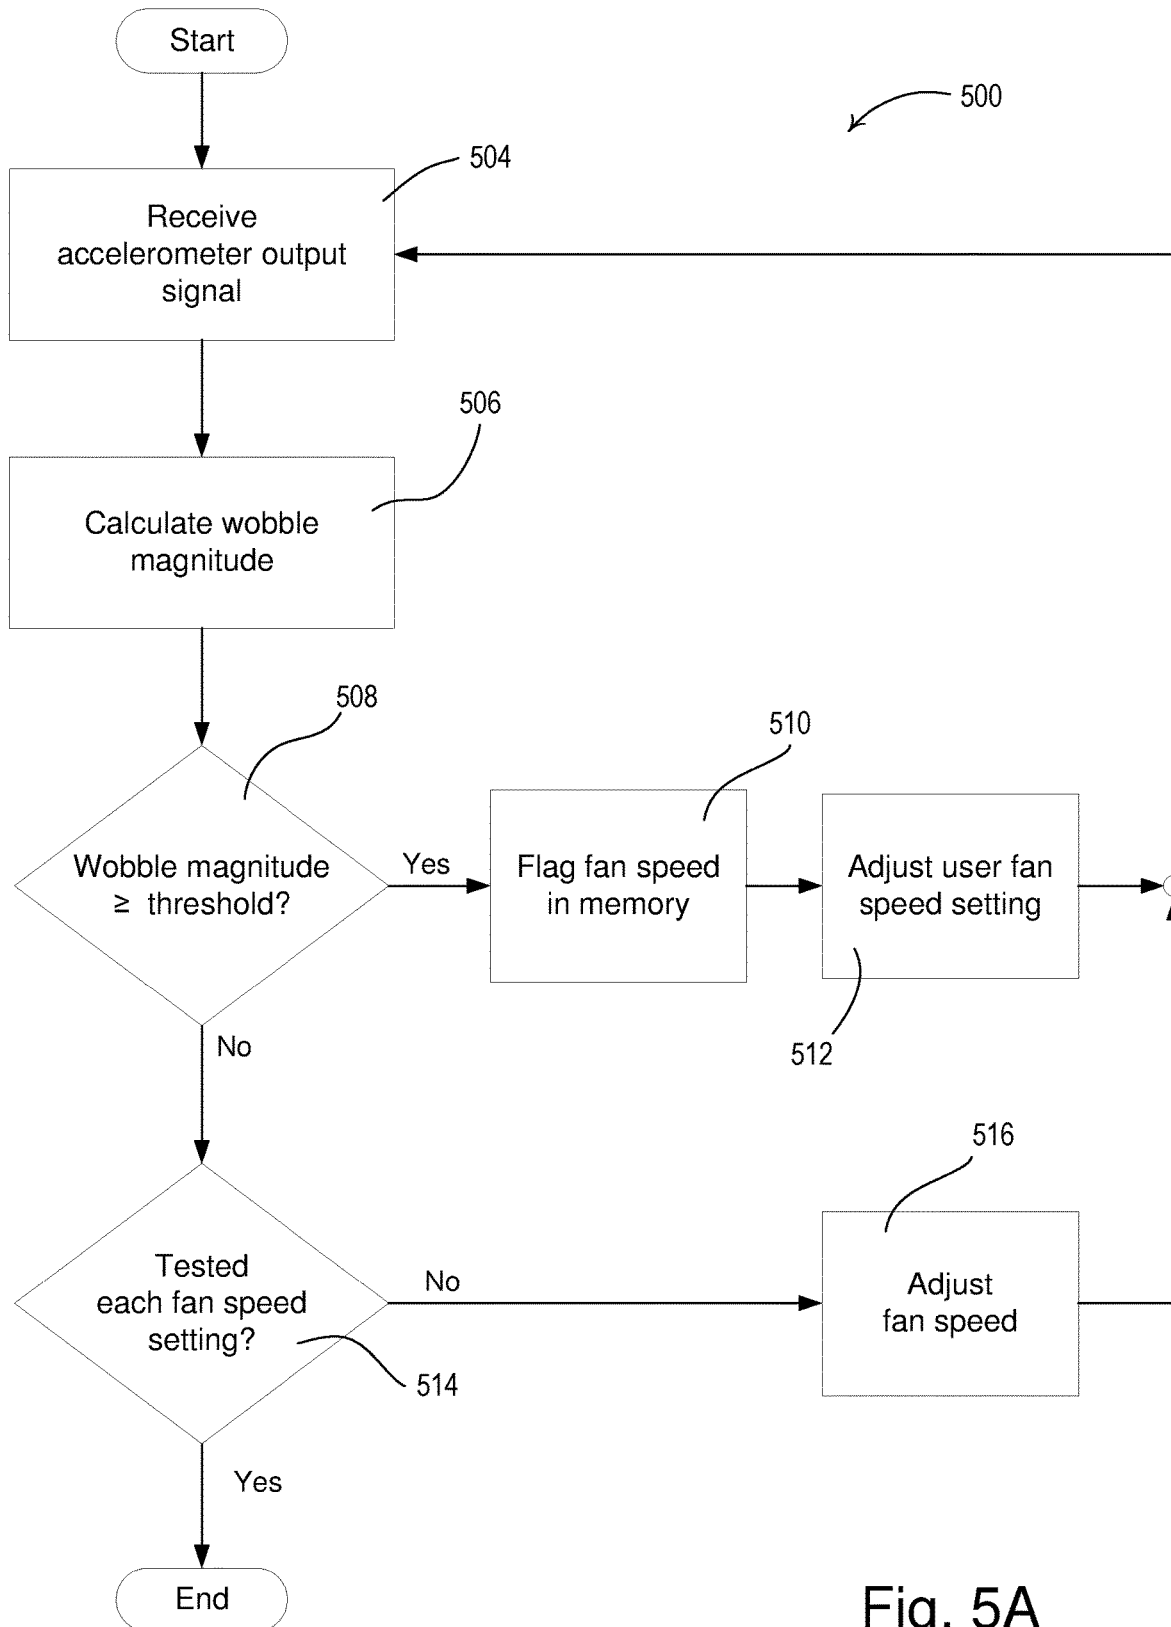 Start
500
504
Receive
accelerometer output
signal
506
Calculate wobble
magnitude
508
Wobble magnitude
≥ threshold?
Yes
510
Flag fan speed
in memory
Adjust user fan
speed setting
512
No
516
Tested
each fan speed
setting?
No
Adjust
fan speed
514
Yes
End
Fig. 5A